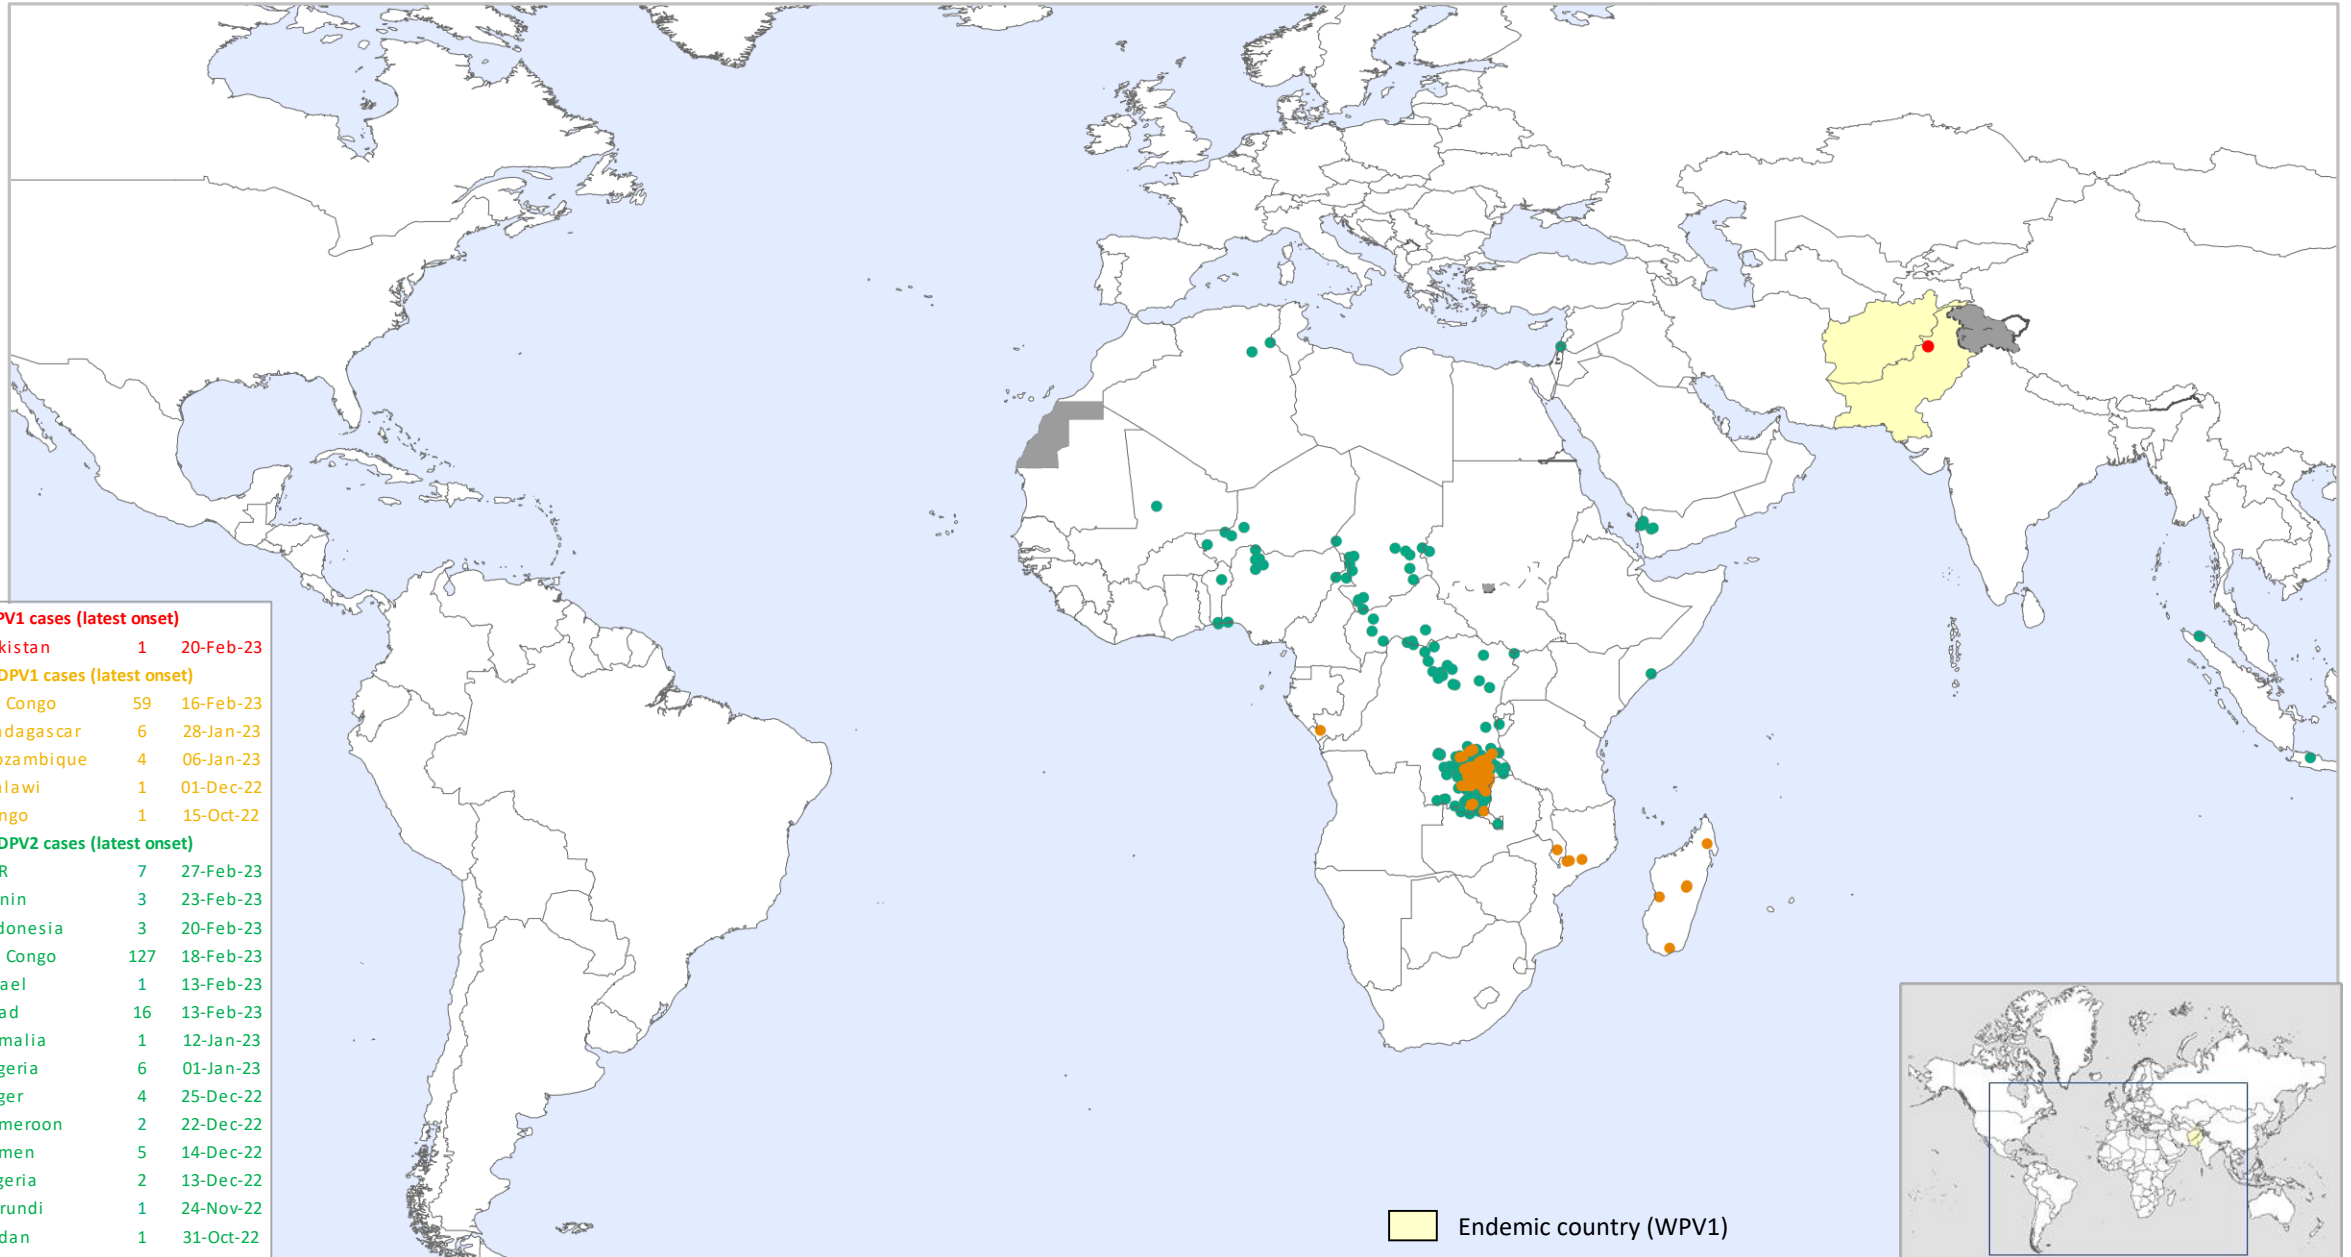 PV1 cases (latest onset)
kistan 1 20-Feb-23
DPV1 cases (latest onset)
Congo 59 16-Feb-23
dagascar 6 28-Jan-23
ozambique 4 06-Jan-23
lawi 1 01-Dec-22
ngo 1 15-Oct-22
DPV2 cases (latest onset)
R 7 27-Feb-23
nin 3 23-Feb-23
donesia 3 20-Feb-23
Congo 127 18-Feb-23
ael 1 13-Feb-23
ad 16 13-Feb-23
malia 1 12-Jan-23
geria 6 01-Jan-23
ger 4 25-Dec-22
meroon 2 22-Dec-22
men 5 14-Dec-22
geria 2 13-Dec-22
rundi 1 24-Nov-22
dan 1 31-Oct-22
Endemic country (WPV1)